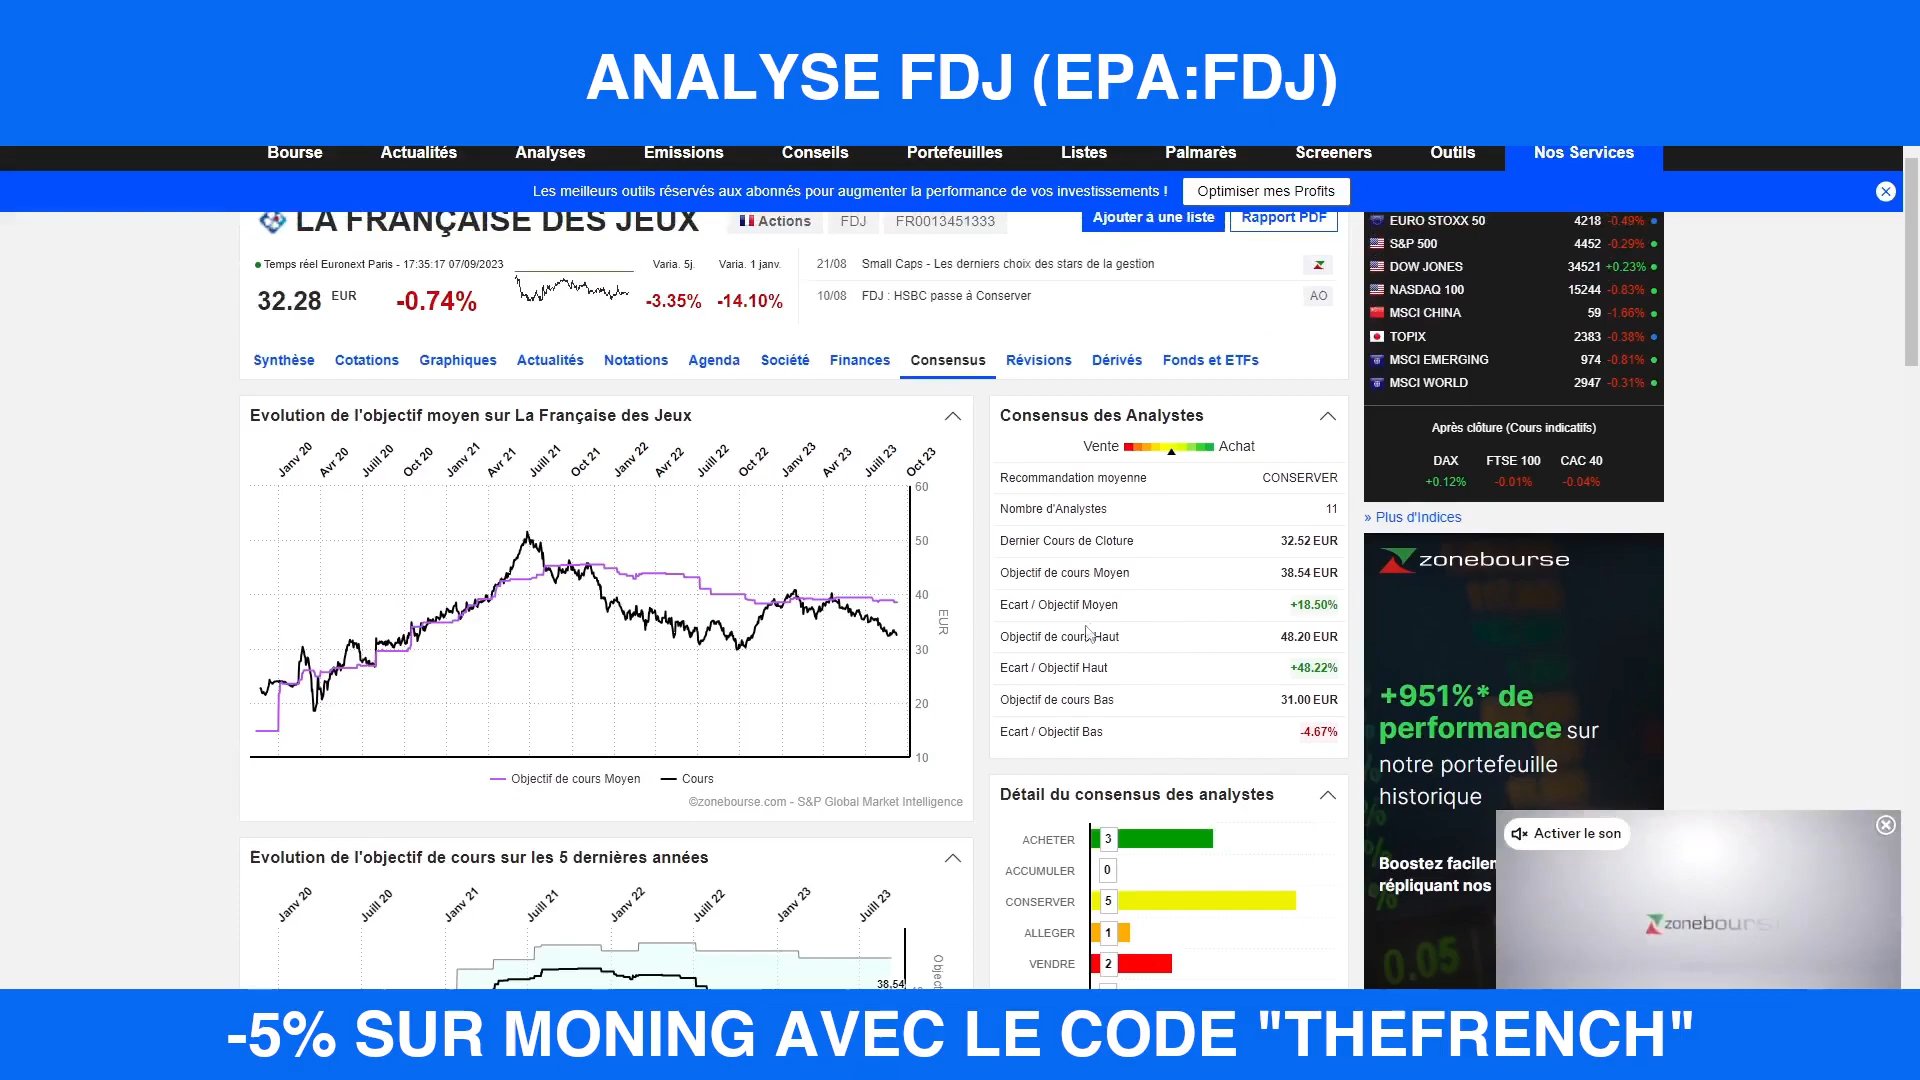 ANALYSE FDJ (EPA:FDJ)
Bourse Actualités Analyses Emissions Conseils Portefeuilles Listes Palmarès Screeners Outils Nos Services
Les meilleurs outils réservés aux abonnés pour augmenter la performance de vos investissements ! Optimiser mes Profits
LA FRANÇAISE DES JEUX Actions FDJ FR0013451333 Ajouter à une liste Rapport PDF
Temps réel Euronext Paris - 17:35:17 07/09/2023 Varia. 5j. Varia. 1 janv.
32.28 EUR -0.74% -3.35% -14.10%
21/08 Small Caps - Les derniers choix des stars de la gestion
10/08 FDJ : HSBC passe à Conserver AO
Synthèse Cotations Graphiques Actualités Notations Agenda Société Finances Consensus Révisions Dérivés Fonds et ETFs
Evolution de l'objectif moyen sur La Française des Jeux
Janv 20 Avr 20 Juill 20 Oct 20 Janv 21 Avr 21 Juill 21 Oct 21 Janv 22 Avr 22 Juill 22 Oct 22 Janv 23 Avr 23 Juill 23 Oct 23
60
50
40
30
20
10
EUR
Objectif de cours Moyen Cours
©zonebourse.com - S&P Global Market Intelligence
Evolution de l'objectif de cours sur les 5 dernières années
Janv 20 Juill 20 Janv 21 Juill 21 Janv 22 Juill 22 Janv 23 Juill 23
38,54
Consensus des Analystes
Vente Achat
Recommandation moyenne CONSERVER
Nombre d'Analystes 11
Dernier Cours de Cloture 32.52 EUR
Objectif de cours Moyen 38.54 EUR
Ecart / Objectif Moyen +18.50%
Objectif de cours Haut 48.20 EUR
Ecart / Objectif Haut +48.22%
Objectif de cours Bas 31.00 EUR
Ecart / Objectif Bas -4.67%
Détail du consensus des analystes
ACHETER 3
ACCUMULER 0
CONSERVER 5
ALLEGER 1
VENDRE 2
EURO STOXX 50 4218 -0.49%
S&P 500 4452 -0.29%
DOW JONES 34521 +0.23%
NASDAQ 100 15244 -0.83%
MSCI CHINA 59 -1.66%
TOPIX 2383 -0.38%
MSCI EMERGING 974 -0.81%
MSCI WORLD 2947 -0.31%
Après clôture (Cours indicatifs)
DAX FTSE 100 CAC 40
+0.12% -0.01% -0.04%
» Plus d'Indices
zonebourse
+951%* de
performance sur
notre portefeuille
historique
Boostez facilem
répliquant nos
0.05
Activer le son
zonebourse
-5% SUR MONING AVEC LE CODE "THEFRENCH"